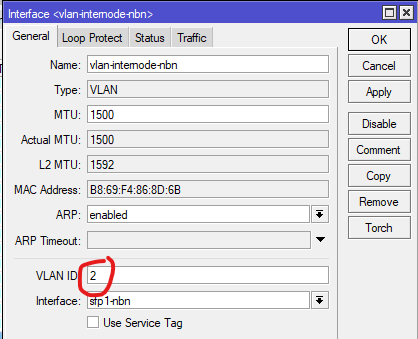 Interface <vlan-internode-nbn>
General Loop Protect Status Traffic
Name: vlan-internode-nbn
Type: VLAN
MTU: 1500
Actual MTU: 1500
L2 MTU: 1592
MAC Address: B8:69:F4:86:8D:6B
ARP: enabled
ARP Timeout:
VLAN ID: 2
Interface: sfp1-nbn
Use Service Tag
OK
Cancel
Apply
Disable
Comment
Copy
Remove
Torch